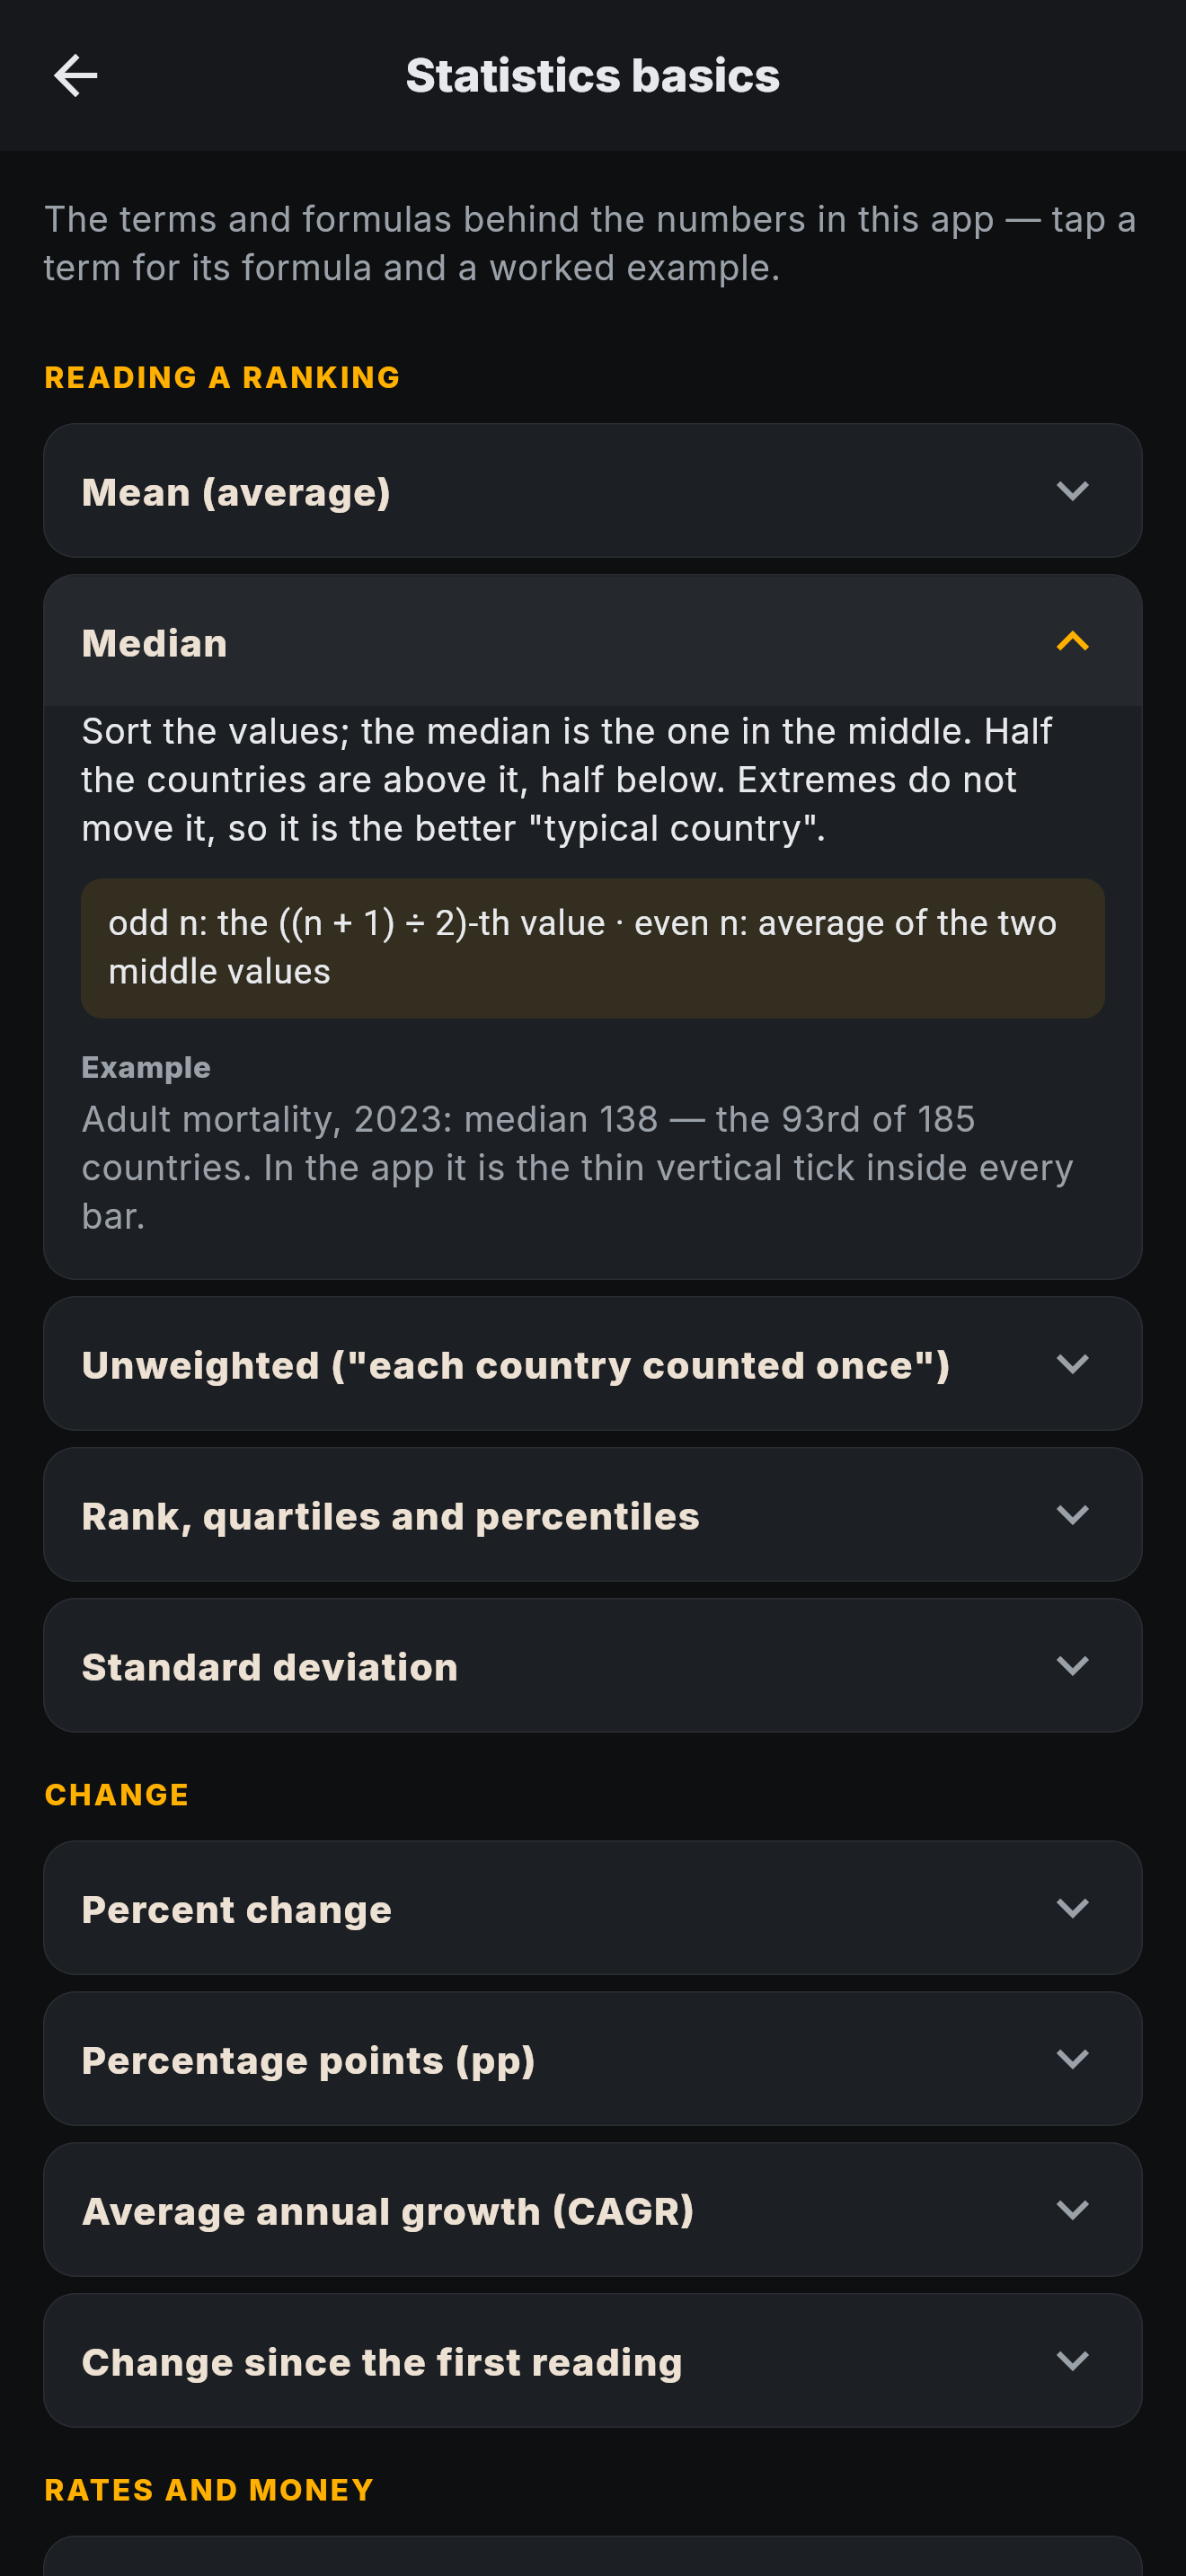 Statistics basics
The terms and formulas behind the numbers in this app — tap a
term for its formula and a worked example.
READING A RANKING
Mean (average)
Median
Sort the values; the median is the one in the middle. Half
the countries are above it, half below. Extremes do not
move it, so it is the better "typical country".
odd n: the ((n + 1) ÷ 2)-th value · even n: average of the two
middle values
Example
Adult mortality, 2023: median 138 — the 93rd of 185
countries. In the app it is the thin vertical tick inside every
bar.
Unweighted ("each country counted once")
Rank, quartiles and percentiles
Standard deviation
CHANGE
Percent change
Percentage points (pp)
Average annual growth (CAGR)
Change since the first reading
RATES AND MONEY